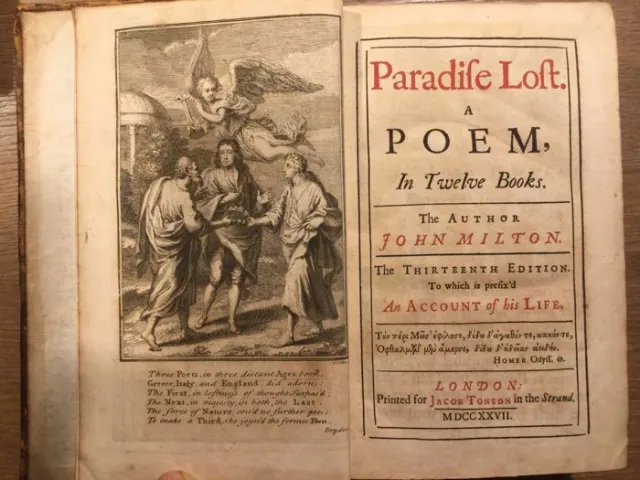 Three Poets, in three distant Ages born,
Greece, Italy, and England did adorn:
The First, in loftiness of thought Surpass'd;
The Next, in majesty; in both, the Last.
The force of Nature cou'd no further goe;
To make a Third, she joyn'd the former Two.
Dryden
Paradiſe Loſt.
A
POEM,
In Twelve Books.
The AUTHOR
JOHN MILTON.
The THIRTEENTH EDITION.
To which is prefix'd
An ACCOUNT of his LIFE.
Τὸν πέρι Μοῦσ' ἐφίλησε, δίδου δ' ἀγαθόν τε, κακόν τε,
Ὀφθαλμῶν μὲν ἄμερσε, δίδου δ' ἡδεῖαν ἀοιδήν.
HOMER Odyſſ. θ.
LONDON:
Printed for JACOB TONSON in the Strand.
MDCCXXVII.